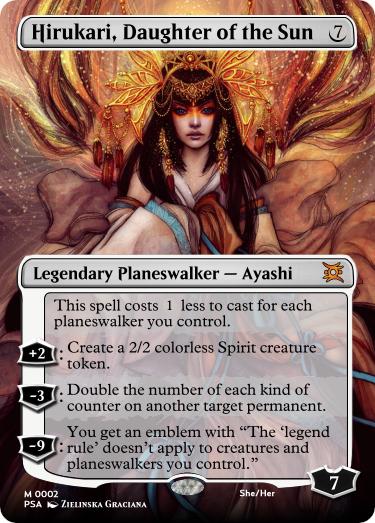 Hirukari, Daughter of the Sun 7
Legendary Planeswalker — Ayashi
This spell costs 1 less to cast for each
planeswalker you control.
+2: Create a 2/2 colorless Spirit creature
token.
-3: Double the number of each kind of
counter on another target permanent.
-9: You get an emblem with “The ‘legend
rule’ doesn’t apply to creatures and
planeswalkers you control.”
7
M 0002
She/Her
PSA Zielinska Graciana